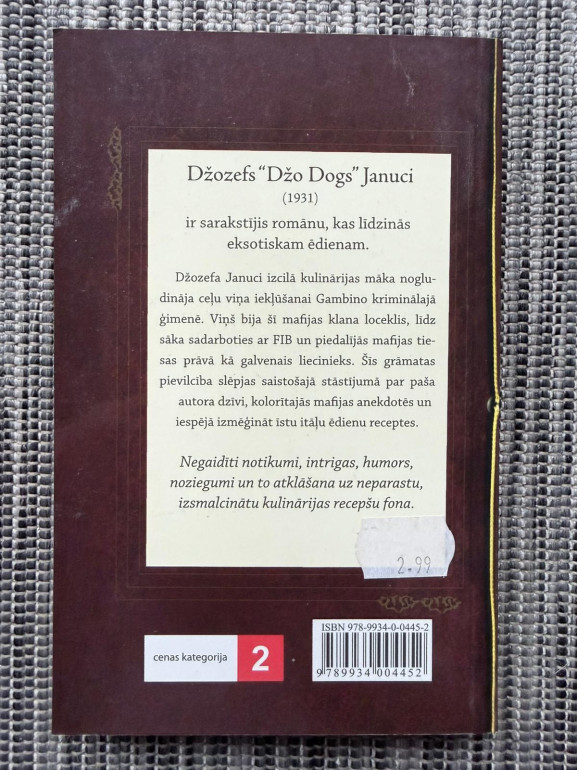 Džozefs “Džo Dogs” Januci
(1931)
ir sarakstījis romānu, kas līdzinās
eksotiskam ēdienam.
Džozefa Januci izcilā kulinārijas māka noglu-
dināja ceļu viņa iekļūšanai Gambino kriminālajā
ģimenē. Viņš bija šī mafijas klana loceklis, līdz
sāka sadarboties ar FIB un piedalījās mafijas tie-
sas prāvā kā galvenais liecinieks. Šīs grāmatas
pievilcība slēpjas saistošajā stāstījumā par paša
autora dzīvi, kolorītajās mafijas anekdotēs un
iespējā izmēģināt īstu itāļu ēdienu receptes.
Negaidīti notikumi, intrigas, humors,
noziegumi un to atklāšana uz neparastu,
izsmalcinātu kulinārijas recepšu fona.
2.99
ISBN 978-9934-0-0445-2
cenas kategorija 2
9 789934 004452